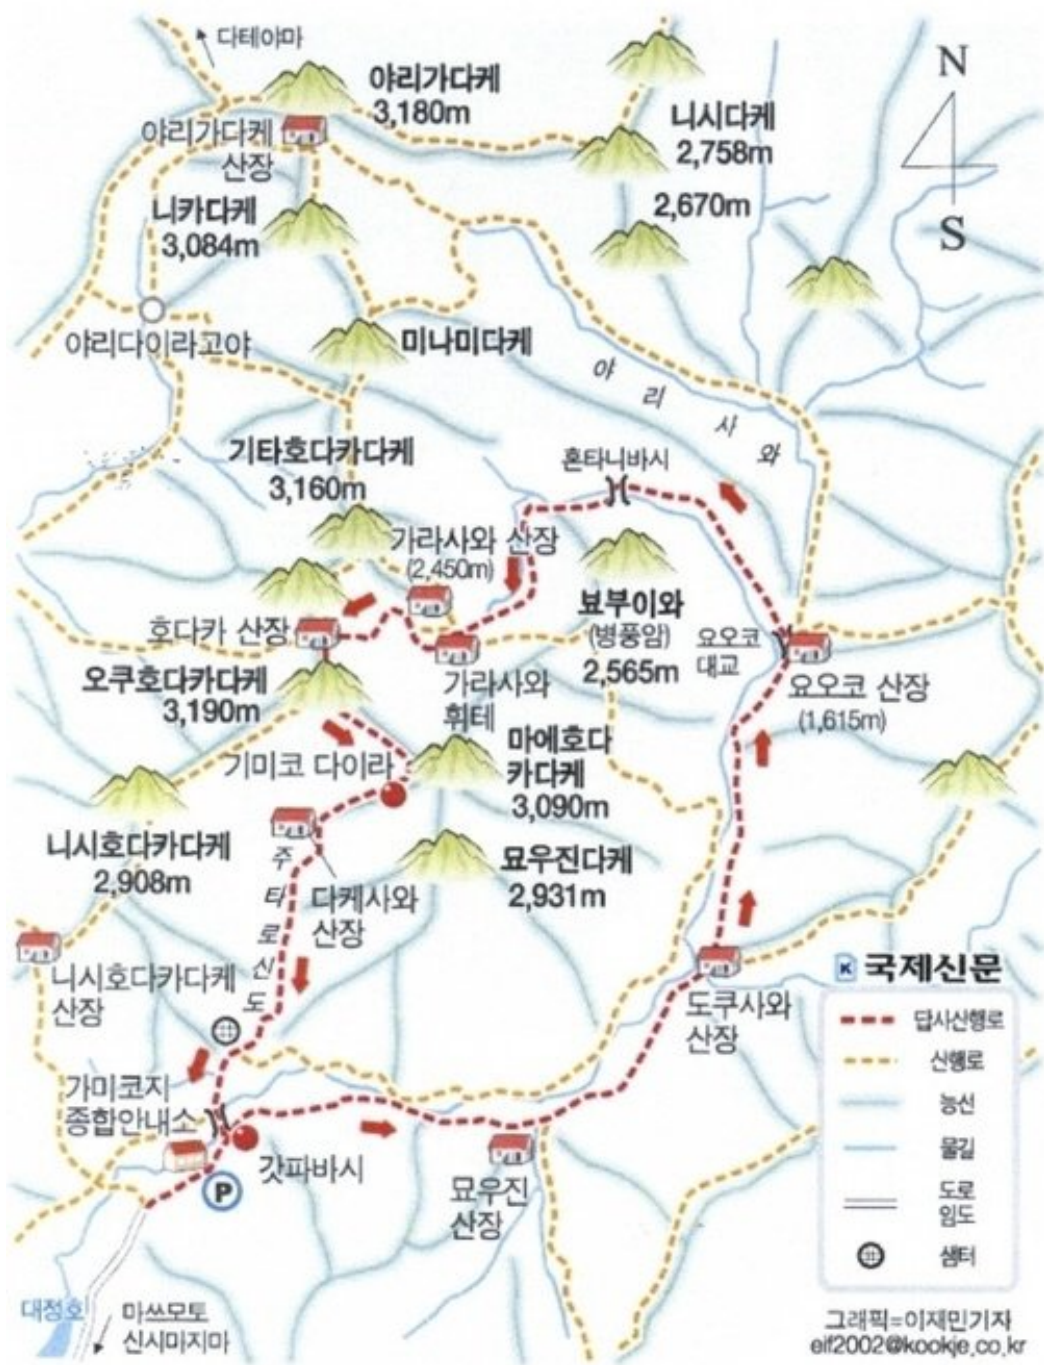 다테야마
N
야리가다케
3,180m
니시다케
2,758m
야리가다케
산장
니카다케
3,084m
2,670m
S
야리다이라고야
미나미다케
야
리
사
와
기타호다카다케
3,160m
혼타니바시
가라사와 산장
(2,450m)
뵤부이와
(병풍암)
2,565m
호다카 산장
요오코
대교
요오코 산장
(1,615m)
오쿠호다카다케
3,190m
가라사와
휘테
기미코 다이라
마에호다
카다케
3,090m
니시호다카다케
2,908m
묘우진다케
2,931m
주
타
로
신
도
다케사와
산장
니시호다카다케
산장
도쿠사와
산장
K 국제신문
답사산행로
산행로
능선
물길
도로
임도
샘터
가미코지
종합안내소
갓파바시
P
묘우진
산장
대정호
마쓰모토
신시마지마
그래픽=이재민기자
eif2002@kookje.co.kr